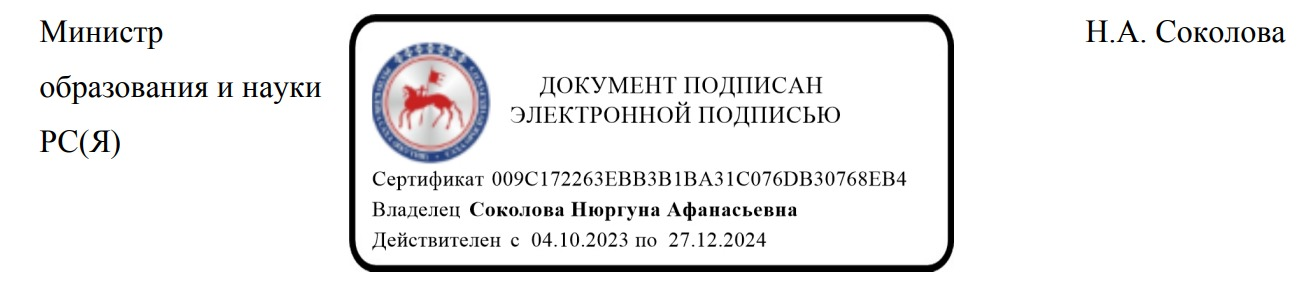 Министр
образования и науки
РС(Я)
ДОКУМЕНТ ПОДПИСАН
ЭЛЕКТРОННОЙ ПОДПИСЬЮ
Сертификат 009C172263EBB3B1BA31C076DB30768EB4
Владелец Соколова Нюргуна Афанасьевна
Действителен с 04.10.2023 по 27.12.2024
Н.А. Соколова